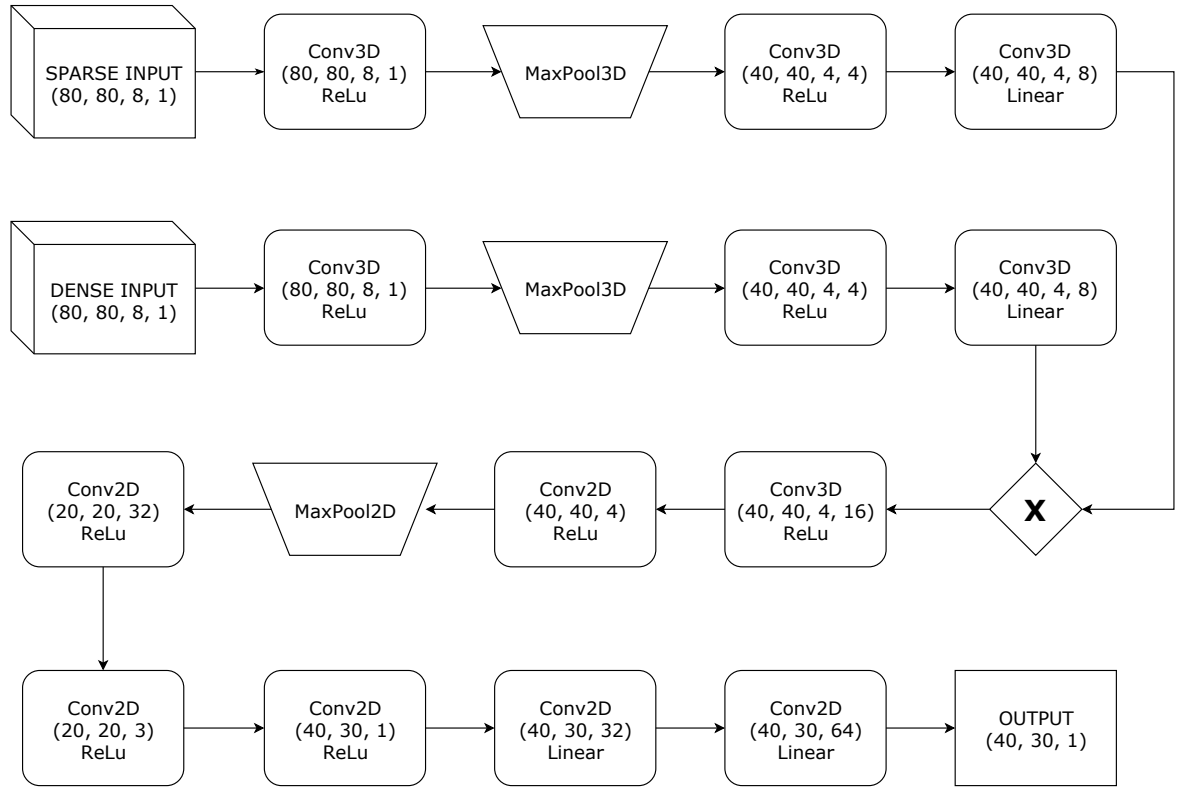 SPARSE INPUT
(80, 80, 8, 1)
Conv3D
(80, 80, 8, 1)
ReLu
MaxPool3D
Conv3D
(40, 40, 4, 4)
ReLu
Conv3D
(40, 40, 4, 8)
Linear
DENSE INPUT
(80, 80, 8, 1)
Conv3D
(80, 80, 8, 1)
ReLu
MaxPool3D
Conv3D
(40, 40, 4, 4)
ReLu
Conv3D
(40, 40, 4, 8)
Linear
Conv2D
(20, 20, 32)
ReLu
MaxPool2D
Conv2D
(40, 40, 4)
ReLu
Conv3D
(40, 40, 4, 16)
ReLu
X
Conv2D
(20, 20, 3)
ReLu
Conv2D
(40, 30, 1)
ReLu
Conv2D
(40, 30, 32)
Linear
Conv2D
(40, 30, 64)
Linear
OUTPUT
(40, 30, 1)